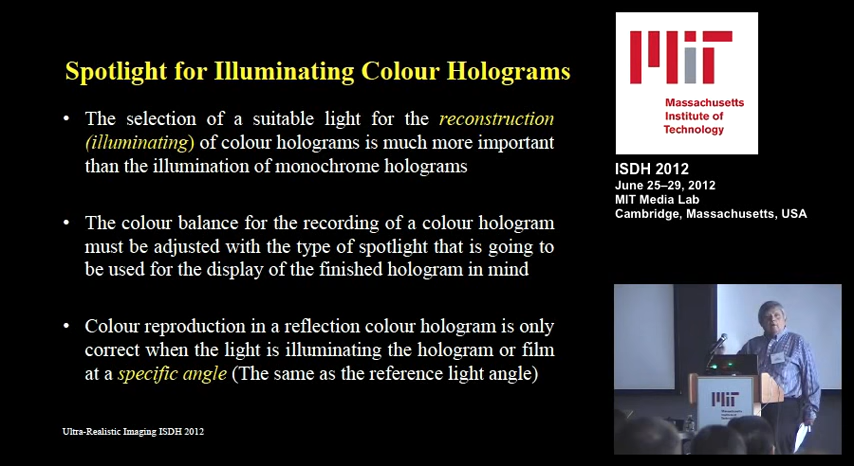 Spotlight for Illuminating Colour Holograms
• The selection of a suitable light for the reconstruction
(illuminating) of colour holograms is much more important
than the illumination of monochrome holograms
• The colour balance for the recording of a colour hologram
must be adjusted with the type of spotlight that is going to
be used for the display of the finished hologram in mind
• Colour reproduction in a reflection colour hologram is only
correct when the light is illuminating the hologram or film
at a specific angle (The same as the reference light angle)
Ultra-Realistic Imaging ISDH 2012
MIT
Massachusetts
Institute of
Technology
ISDH 2012
June 25–29, 2012
MIT Media Lab
Cambridge, Massachusetts, USA
MIT